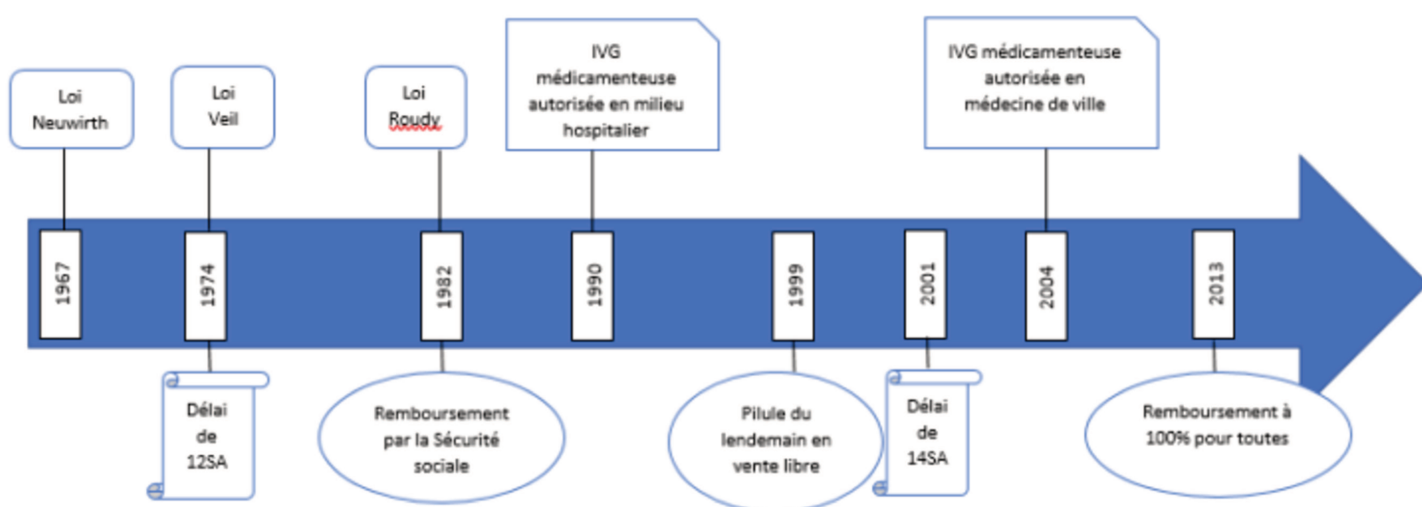 Loi
Neuwirth
Loi
Veil
Loi
Roudy
IVG
médicamenteuse
autorisée en milieu
hospitalier
IVG médicamenteuse
autorisée en
médecine de ville
1967
1974
1982
1990
1999
2001
2004
2013
Délai
de
12SA
Remboursement
par la Sécurité
sociale
Pilule du
lendemain en
vente libre
Délai
de
14SA
Remboursement à
100% pour toutes